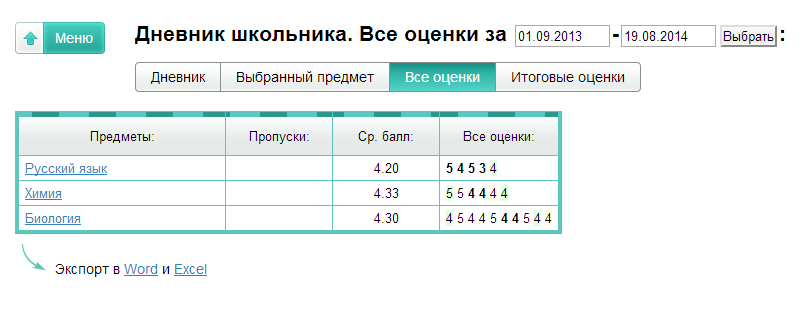 Меню
Дневник школьника. Все оценки за 01.09.2013 - 19.08.2014 Выбрать :
Дневник Выбранный предмет Все оценки Итоговые оценки
Предметы: Пропуски: Ср. балл: Все оценки:
Русский язык 4.20 5 4 5 3 4
Химия 4.33 5 5 4 4 4 4
Биология 4.30 4 5 4 4 5 4 4 5 4 4
Экспорт в Word и Excel